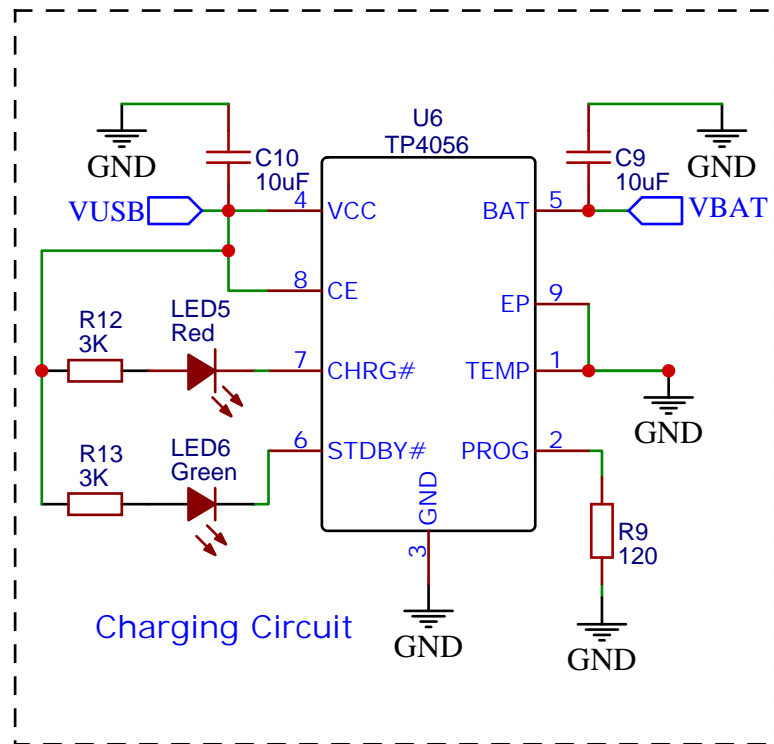 U6
TP4056
GND
C10
10uF
C9
10uF
GND
VUSB
4
VCC
BAT
5
VBAT
8
CE
EP
9
R12
3K
LED5
Red
7
CHRG#
TEMP
1
GND
R13
3K
LED6
Green
6
STDBY#
PROG
2
GND
3
R9
120
Charging Circuit
GND
GND